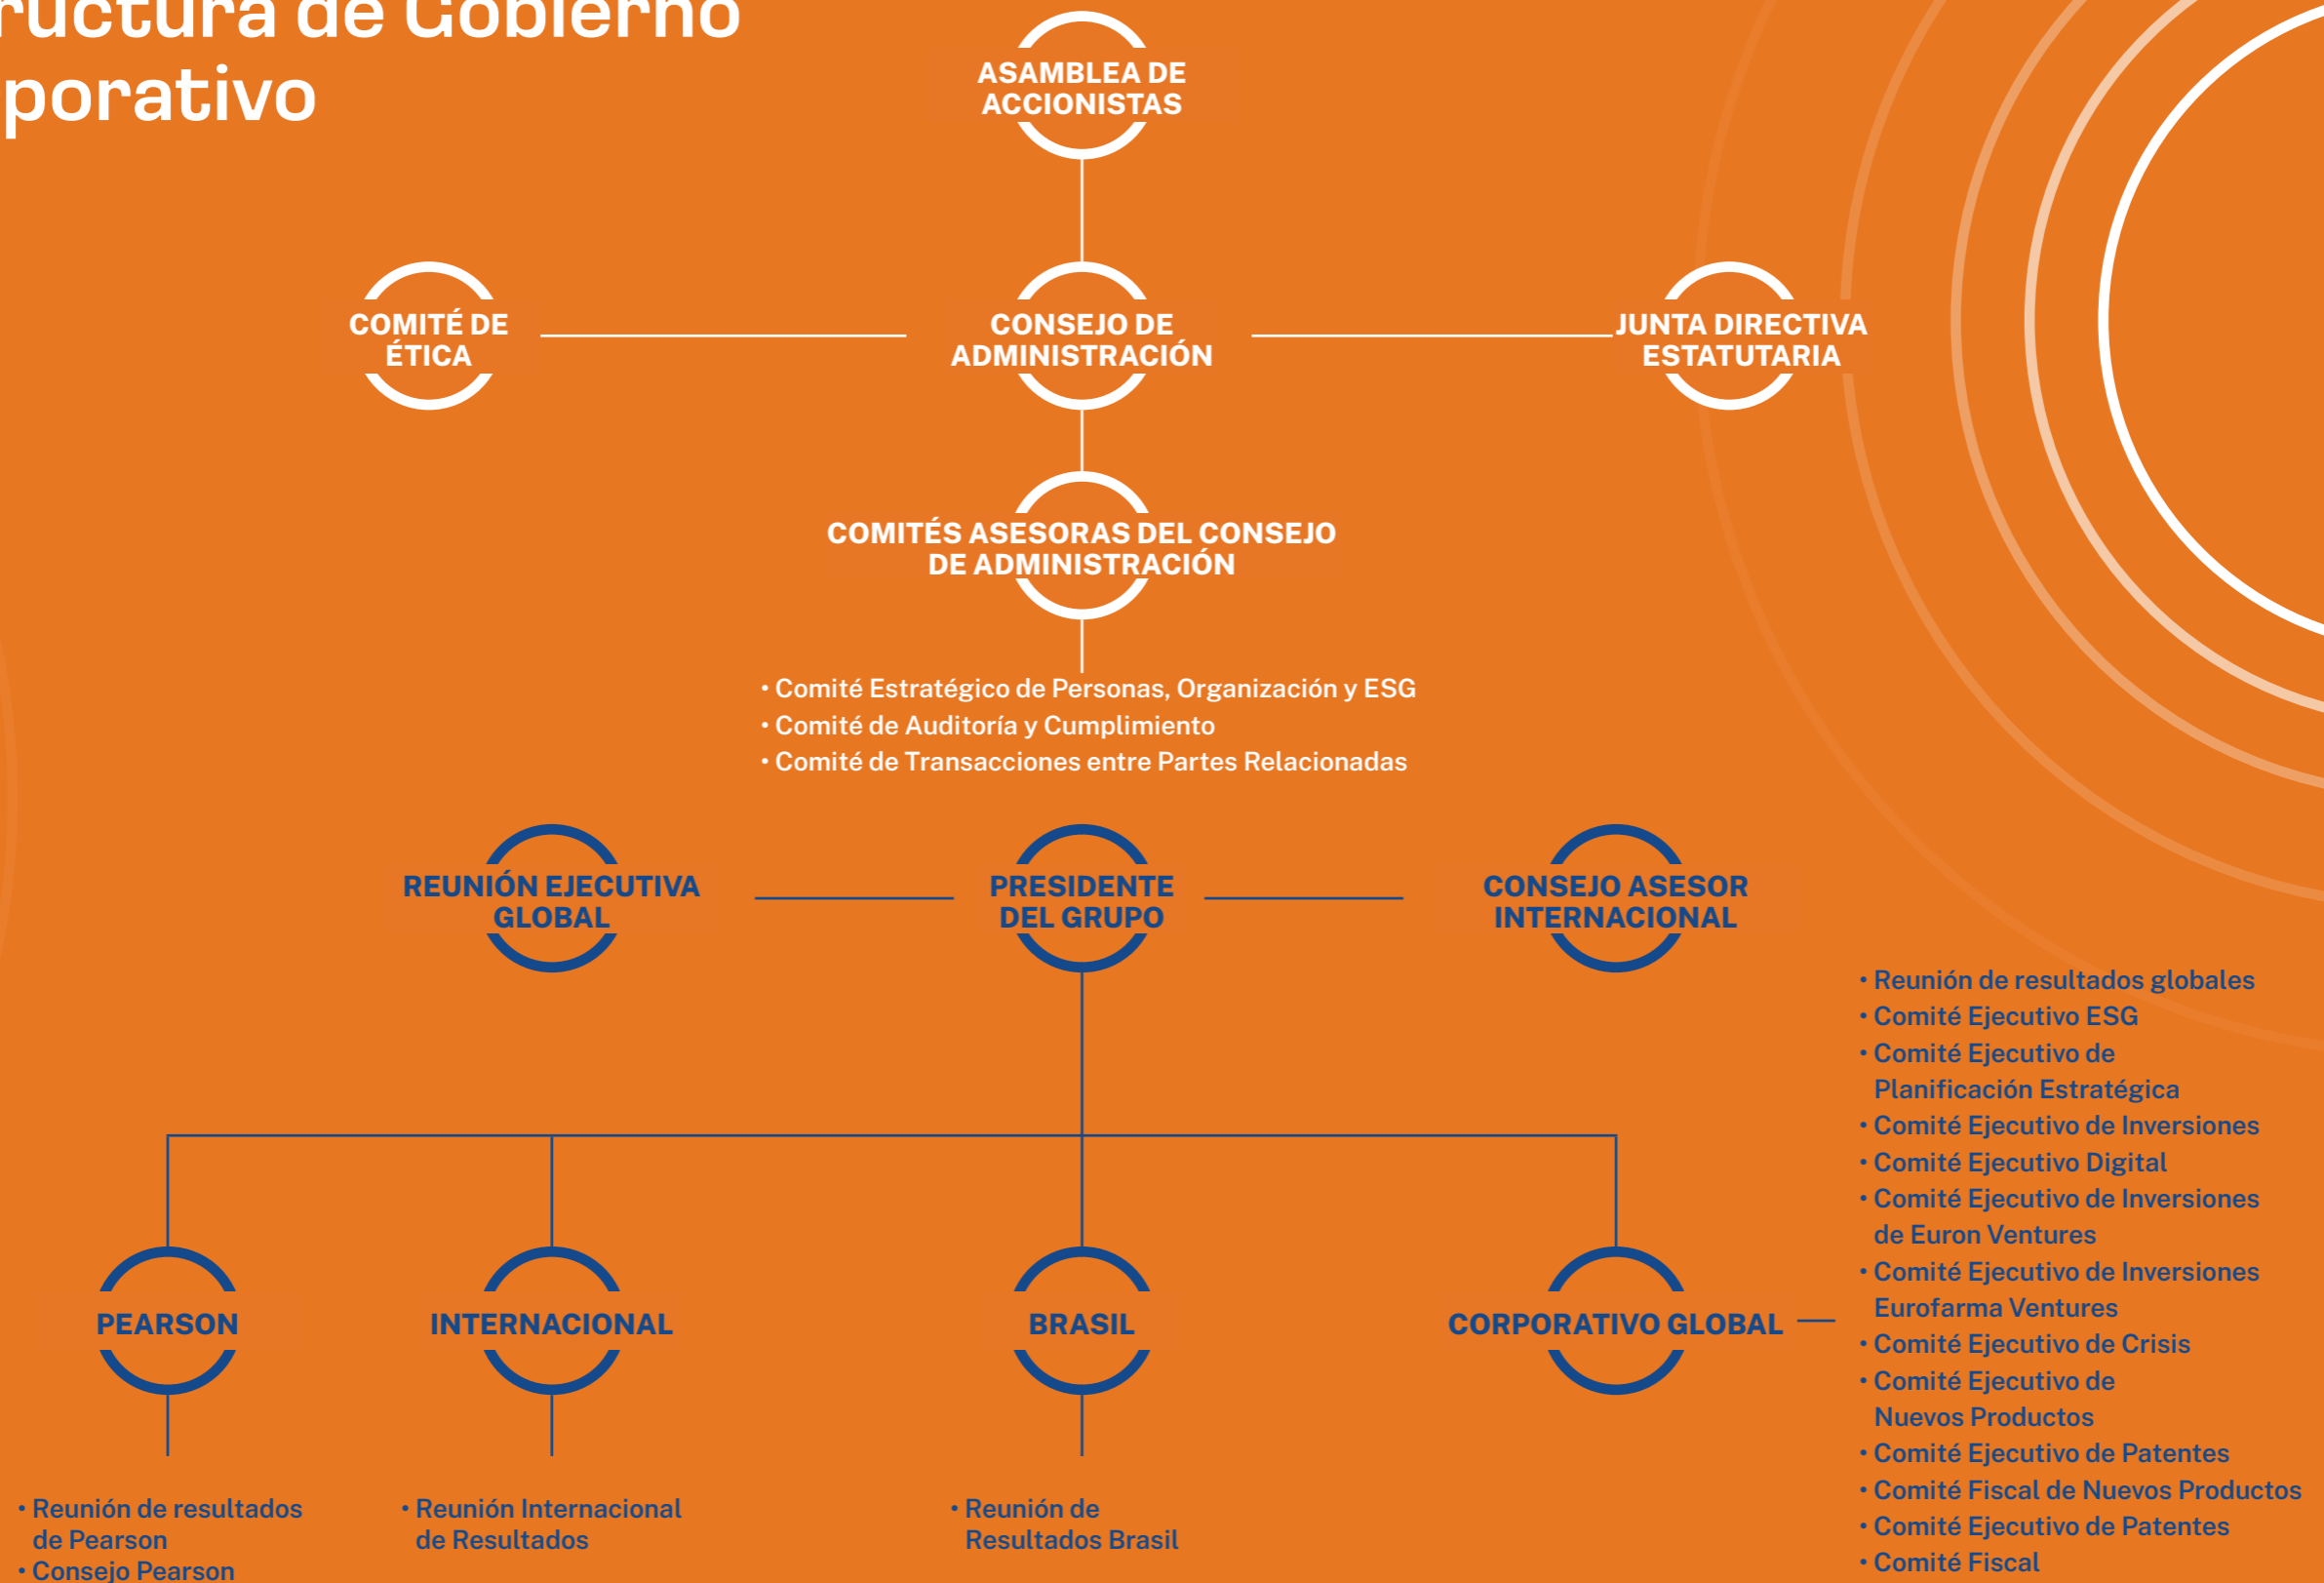 ructura de Gobierno
porativo
ASAMBLEA DE
ACCIONISTAS
COMITÉ DE
ÉTICA
CONSEJO DE
ADMINISTRACIÓN
JUNTA DIRECTIVA
ESTATUTARIA
COMITÉS ASESORAS DEL CONSEJO
DE ADMINISTRACIÓN
• Comité Estratégico de Personas, Organización y ESG
• Comité de Auditoría y Cumplimiento
• Comité de Transacciones entre Partes Relacionadas
REUNIÓN EJECUTIVA
GLOBAL
PRESIDENTE
DEL GRUPO
CONSEJO ASESOR
INTERNACIONAL
PEARSON
INTERNACIONAL
BRASIL
CORPORATIVO GLOBAL
• Reunión de resultados globales
• Comité Ejecutivo ESG
• Comité Ejecutivo de
Planificación Estratégica
• Comité Ejecutivo de Inversiones
• Comité Ejecutivo Digital
• Comité Ejecutivo de Inversiones
de Euron Ventures
• Comité Ejecutivo de Inversiones
Eurofarma Ventures
• Comité Ejecutivo de Crisis
• Comité Ejecutivo de
Nuevos Productos
• Comité Ejecutivo de Patentes
• Comité Fiscal de Nuevos Productos
• Comité Ejecutivo de Patentes
• Comité Fiscal
• Reunión de resultados
de Pearson
• Consejo Pearson
• Reunión Internacional
de Resultados
• Reunión de
Resultados Brasil